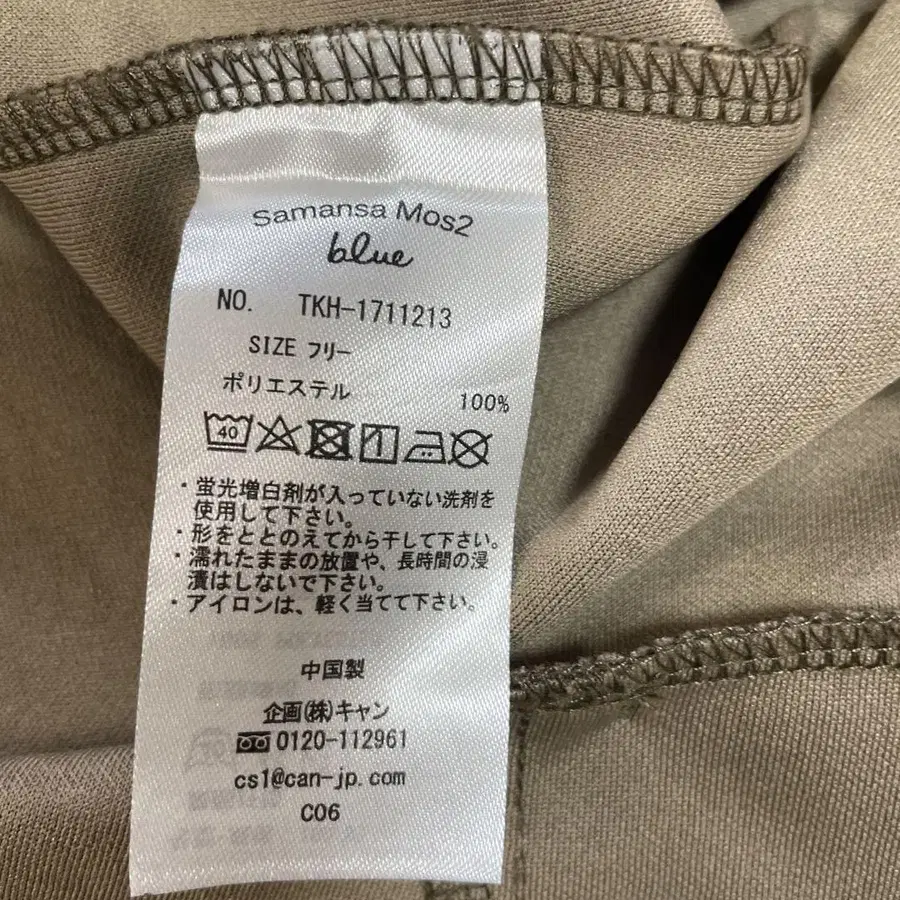 Samansa Mos2
blue
NO. TKH-1711213
SIZE フリー
ポリエステル 100%
40
・蛍光増白剤が入っていない洗剤を
使用して下さい。
・形をととのえてから干して下さい。
・濡れたままの放置や、長時間の浸
漬はしないで下さい。
・アイロンは、軽く当てて下さい。
中国製
企画(株)キャン
0120-112961
cs1@can-jp.com
C06